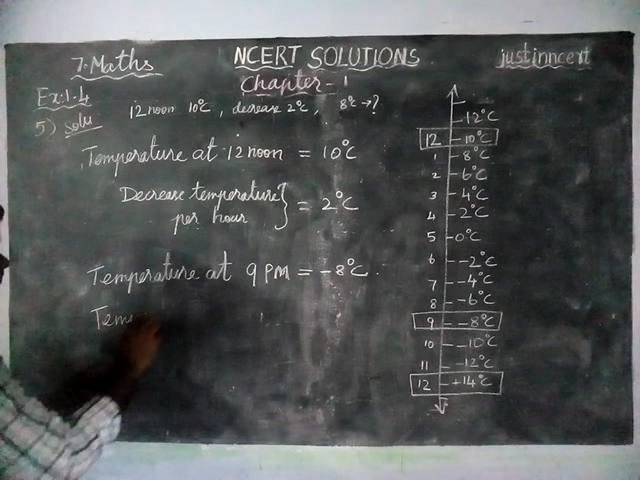 7. Maths NCERT SOLUTIONS justinncert
Chapter - 1
Ex:1.4
5) Solu 12 noon 10°C, decrease 2°C, 8°C → ?
Temperature at 12 noon = 10°C
Decrease temperature
per hour } = 2°C
Temperature at 9 PM = -8°C.
Tem
12°C
12 10°C
1 8°C
2 6°C
3 4°C
4 2°C
5 0°C
6 -2°C
7 -4°C
8 -6°C
9 -8°C
10 -10°C
11 -12°C
12 +14°C